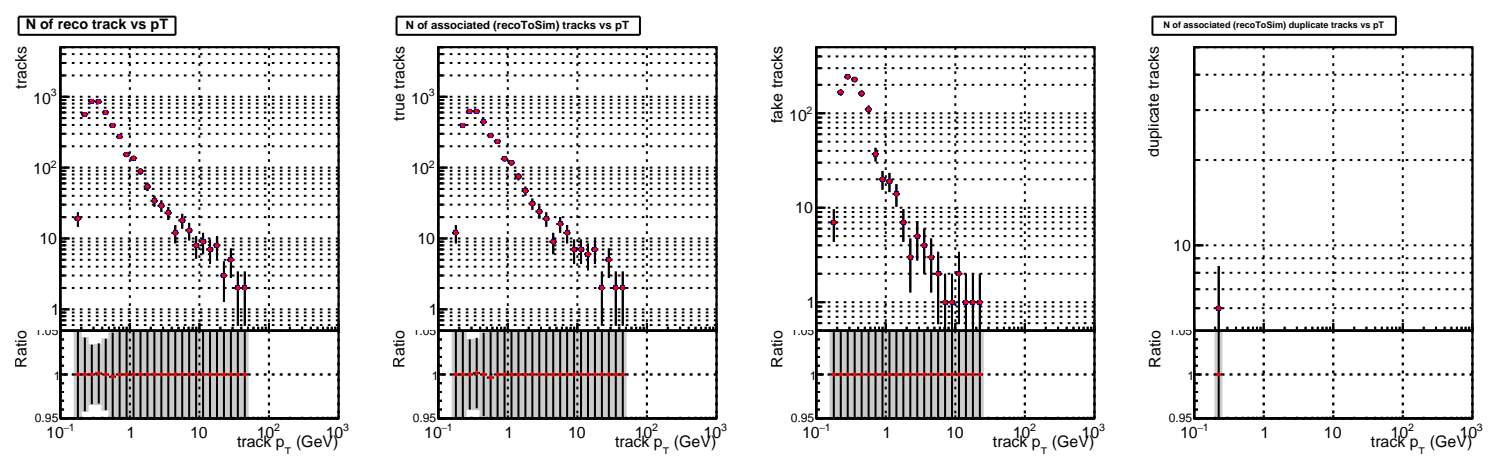 N of reco track vs pT
tracks
10³
10²
10
1
Ratio
1.05
1
0.95
10⁻¹ 1 10 10² 10³
track p_T (GeV)
N of associated (recoToSim) tracks vs pT
true tracks
10³
10²
10
1
Ratio
1.05
1
0.95
10⁻¹ 1 10 10² 10³
track p_T (GeV)
fake tracks
10²
10
1
Ratio
1.05
1
0.95
10⁻¹ 1 10 10² 10³
track p_T (GeV)
N of associated (recoToSim) duplicate tracks vs pT
duplicate tracks
10
Ratio
1.05
1
0.95
10⁻¹ 1 10 10² 10³
track p_T (GeV)